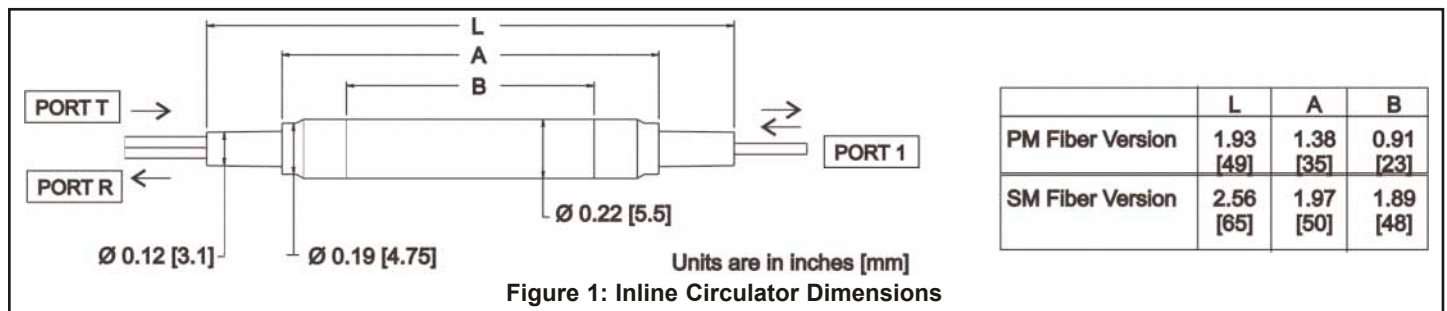 L
A
B
PORT T
PORT R
PORT 1
Ø 0.22 [5.5]
Ø 0.12 [3.1]
Ø 0.19 [4.75]
Units are in inches [mm]
L A B
PM Fiber Version 1.93 1.38 0.91
[49] [35] [23]
SM Fiber Version 2.56 1.97 1.89
[65] [50] [48]
Figure 1: Inline Circulator Dimensions